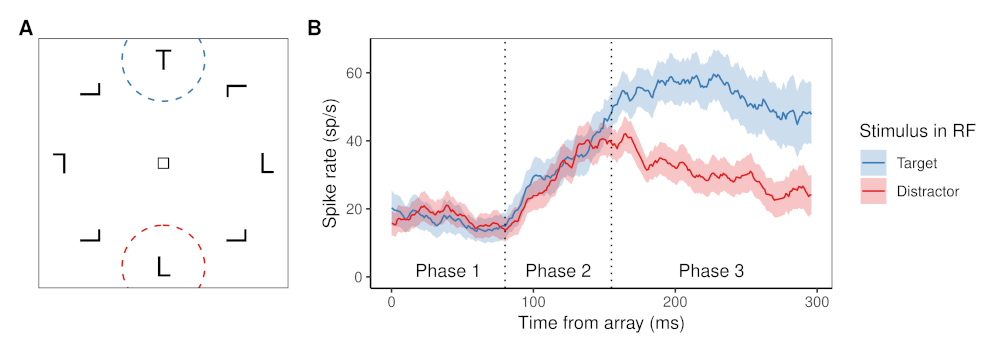 A
T
L
L
B
Spike rate (sp/s)
60
40
20
0
Phase 1
Phase 2
Phase 3
0
100
200
300
Time from array (ms)
Stimulus in RF
Target
Distractor